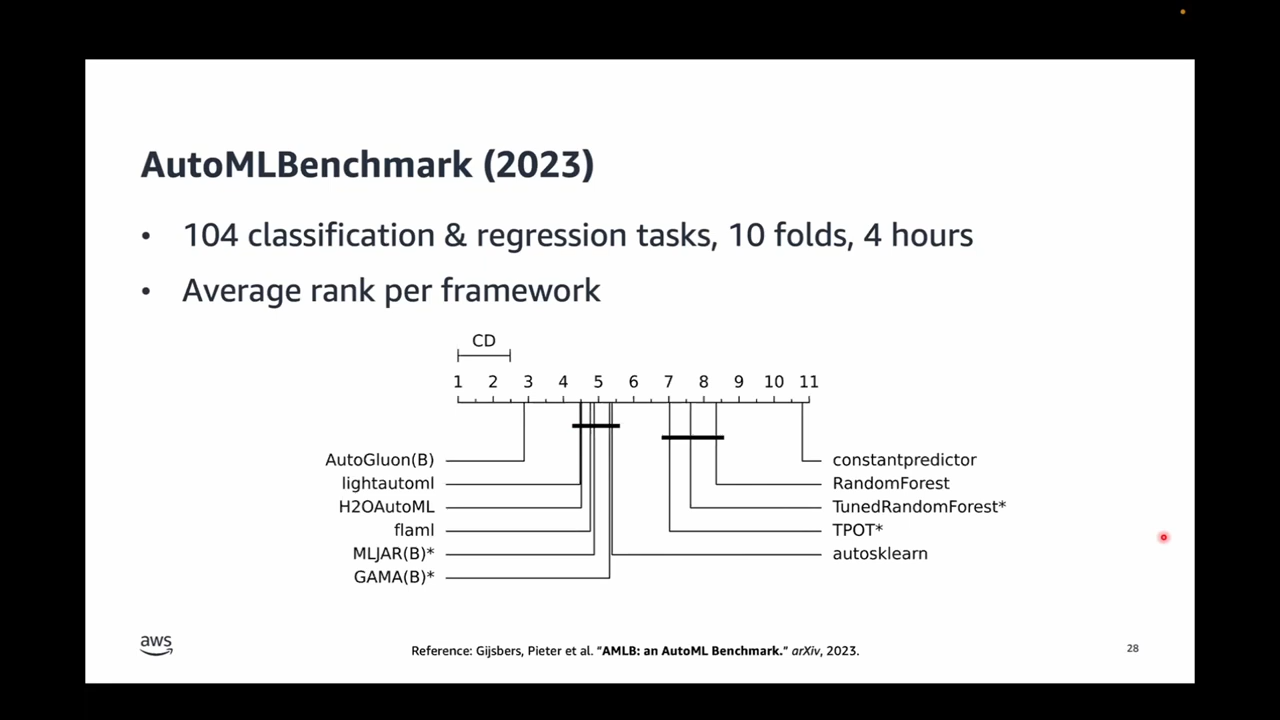 AutoMLBenchmark (2023)
• 104 classification & regression tasks, 10 folds, 4 hours
• Average rank per framework
CD
1 2 3 4 5 6 7 8 9 10 11
AutoGluon(B)
lightautoml
H2OAutoML
flaml
MLJAR(B)*
GAMA(B)*
constantpredictor
RandomForest
TunedRandomForest*
TPOT*
autosklearn
aws
Reference: Gijsbers, Pieter et al. "AMLB: an AutoML Benchmark." arXiv, 2023.
28